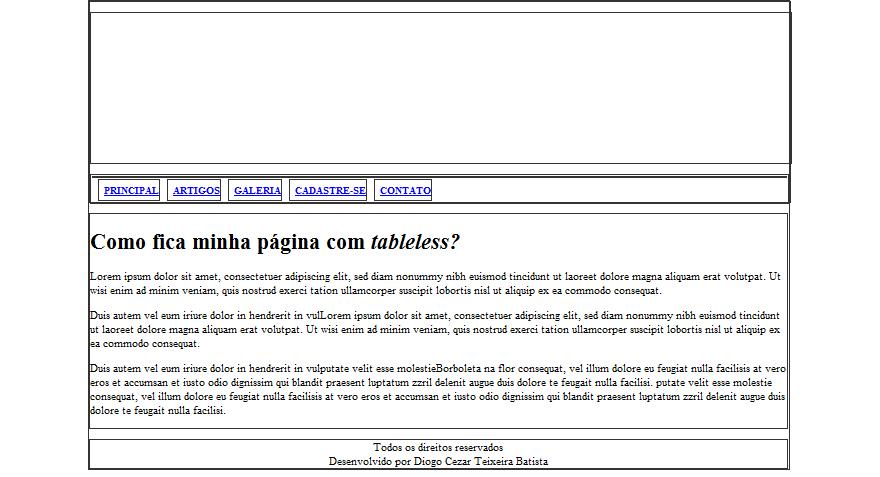 PRINCIPAL ARTIGOS GALERIA CADASTRE-SE CONTATO
Como fica minha página com tableless?
Lorem ipsum dolor sit amet, consectetuer adipiscing elit, sed diam nonummy nibh euismod tincidunt ut laoreet dolore magna aliquam erat volutpat. Ut
wisi enim ad minim veniam, quis nostrud exerci tation ullamcorper suscipit lobortis nisl ut aliquip ex ea commodo consequat.
Duis autem vel eum iriure dolor in hendrerit in vulLorem ipsum dolor sit amet, consectetuer adipiscing elit, sed diam nonummy nibh euismod tincidunt
ut laoreet dolore magna aliquam erat volutpat. Ut wisi enim ad minim veniam, quis nostrud exerci tation ullamcorper suscipit lobortis nisl ut aliquip ex
ea commodo consequat.
Duis autem vel eum iriure dolor in hendrerit in vulputate velit esse molestieBorboleta na flor consequat, vel illum dolore eu feugiat nulla facilisis at vero
eros et accumsan et iusto odio dignissim qui blandit praesent luptatum zzril delenit augue duis dolore te feugait nulla facilisi. putate velit esse molestie
consequat, vel illum dolore eu feugiat nulla facilisis at vero eros et accumsan et iusto odio dignissim qui blandit praesent luptatum zzril delenit augue duis
dolore te feugait nulla facilisi.
Todos os direitos reservados
Desenvolvido por Diogo Cezar Teixeira Batista